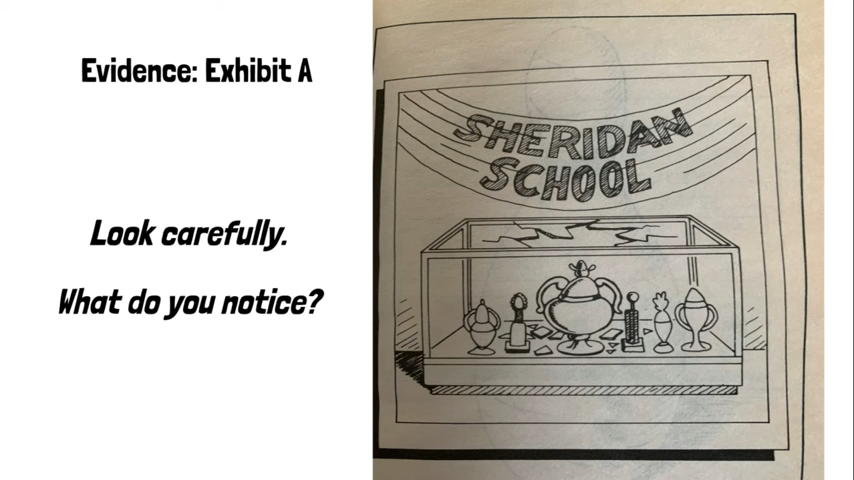 Evidence: Exhibit A
Look carefully.
What do you notice?
SHERIDAN
SCHOOL